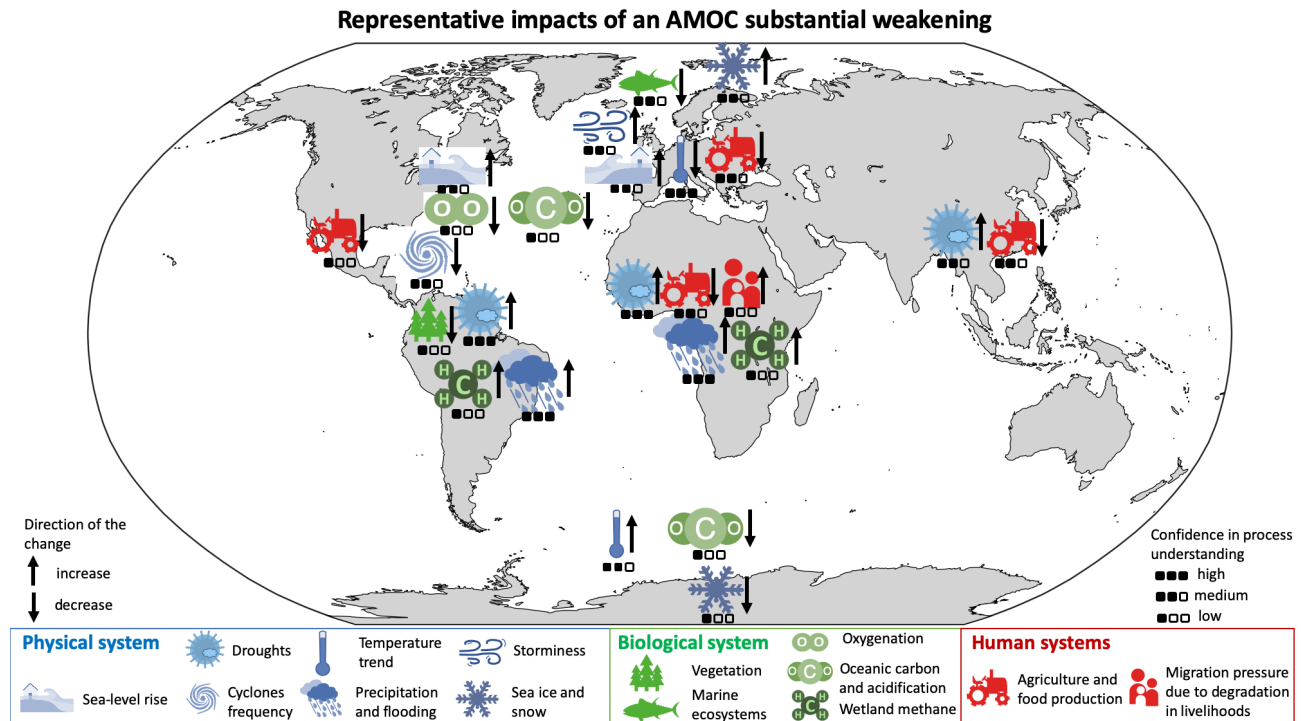 Representative impacts of an AMOC substantial weakening
O O
O C O
H H
C
H H
H H
C
H H
O C O
Direction of the
change
increase
decrease
Confidence in process
understanding
high
medium
low
Physical system
Droughts
Temperature
trend
Storminess
Sea-level rise
Cyclones
frequency
Precipitation
and flooding
Sea ice and
snow
Biological system
Vegetation
Marine
ecosystems
O O
Oxygenation
O C O
Oceanic carbon
and acidification
H H
C
H H
Wetland methane
Human systems
Agriculture and
food production
Migration pressure
due to degradation
in livelihoods